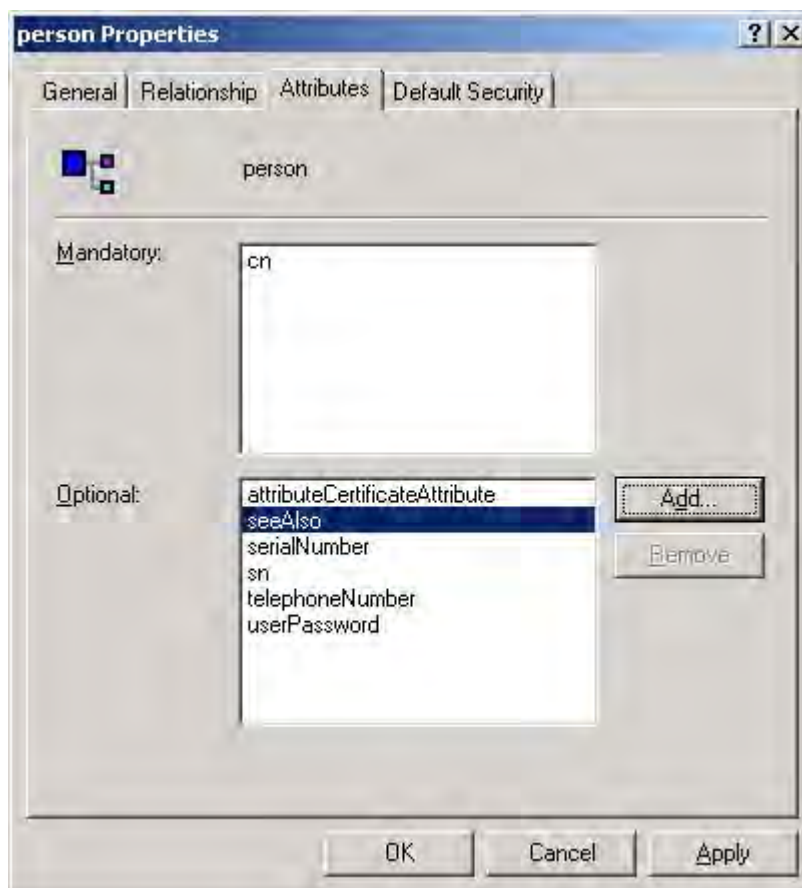 person Properties
General Relationship Attributes Default Security
person
Mandatory:
cn
Optional:
attributeCertificateAttribute
seeAlso
serialNumber
sn
telephoneNumber
userPassword
Add...
Remove
OK Cancel Apply